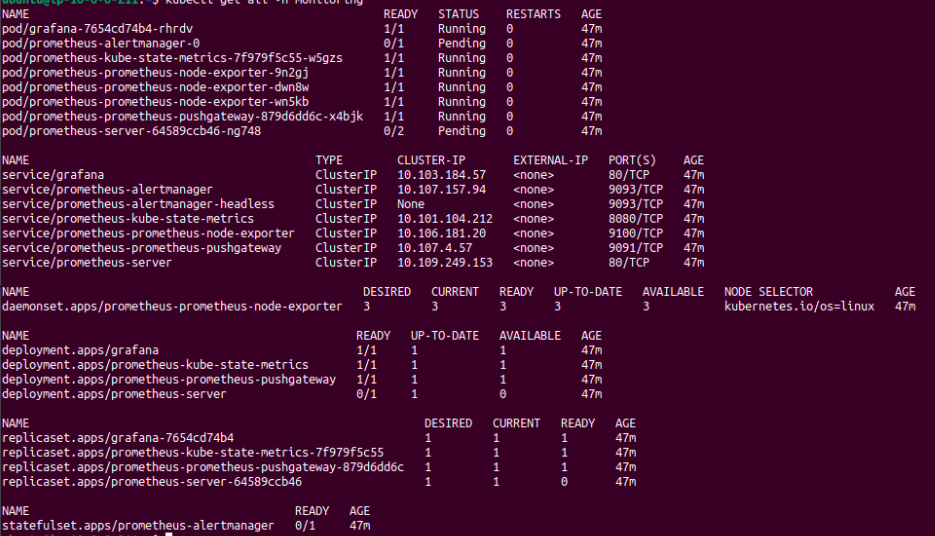 kubectl get all -n monitoring
NAME READY STATUS RESTARTS AGE
pod/grafana-7654cd74b4-rhrdv 1/1 Running 0 47m
pod/prometheus-alertmanager-0 0/1 Pending 0 47m
pod/prometheus-kube-state-metrics-7f979f5c55-w5gzs 1/1 Running 0 47m
pod/prometheus-prometheus-node-exporter-9n2gj 1/1 Running 0 47m
pod/prometheus-prometheus-node-exporter-dwn8w 1/1 Running 0 47m
pod/prometheus-prometheus-node-exporter-wn5kb 1/1 Running 0 47m
pod/prometheus-prometheus-pushgateway-879d6dd6c-x4bjk 1/1 Running 0 47m
pod/prometheus-server-64589ccb46-ng748 0/2 Pending 0 47m
NAME TYPE CLUSTER-IP EXTERNAL-IP PORT(S) AGE
service/grafana ClusterIP 10.103.184.57 <none> 80/TCP 47m
service/prometheus-alertmanager ClusterIP 10.107.157.94 <none> 9093/TCP 47m
service/prometheus-alertmanager-headless ClusterIP None <none> 9093/TCP 47m
service/prometheus-kube-state-metrics ClusterIP 10.101.104.212 <none> 8080/TCP 47m
service/prometheus-prometheus-node-exporter ClusterIP 10.106.181.20 <none> 9100/TCP 47m
service/prometheus-prometheus-pushgateway ClusterIP 10.107.4.57 <none> 9091/TCP 47m
service/prometheus-server ClusterIP 10.109.249.153 <none> 80/TCP 47m
NAME DESIRED CURRENT READY UP-TO-DATE AVAILABLE NODE SELECTOR AGE
daemonset.apps/prometheus-prometheus-node-exporter 3 3 3 3 3 kubernetes.io/os=linux 47m
NAME READY UP-TO-DATE AVAILABLE AGE
deployment.apps/grafana 1/1 1 1 47m
deployment.apps/prometheus-kube-state-metrics 1/1 1 1 47m
deployment.apps/prometheus-prometheus-pushgateway 1/1 1 1 47m
deployment.apps/prometheus-server 0/1 1 0 47m
NAME DESIRED CURRENT READY AGE
replicaset.apps/grafana-7654cd74b4 1 1 1 47m
replicaset.apps/prometheus-kube-state-metrics-7f979f5c55 1 1 1 47m
replicaset.apps/prometheus-prometheus-pushgateway-879d6dd6c 1 1 1 47m
replicaset.apps/prometheus-server-64589ccb46 1 1 0 47m
NAME READY AGE
statefulset.apps/prometheus-alertmanager 0/1 47m